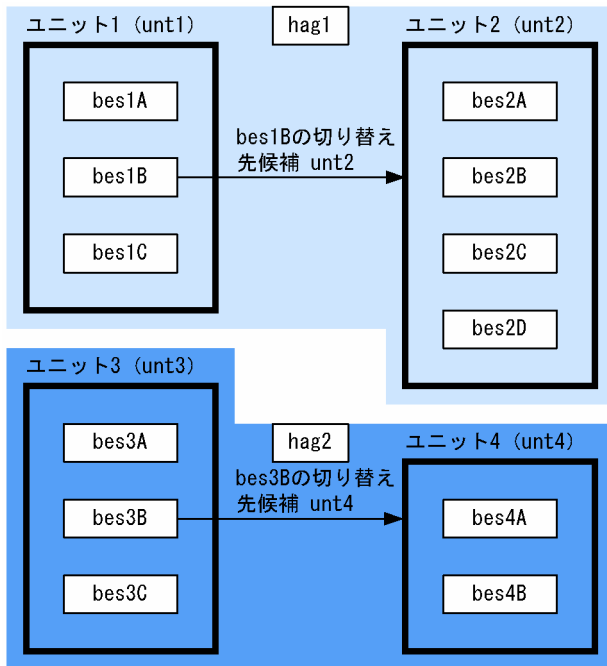 ユニット1 (unt1)
hag1
ユニット2 (unt2)
bes1A
bes1B
bes1C
bes1Bの切り替え
先候補 unt2
bes2A
bes2B
bes2C
bes2D
ユニット3 (unt3)
hag2
ユニット4 (unt4)
bes3A
bes3B
bes3C
bes3Bの切り替え
先候補 unt4
bes4A
bes4B